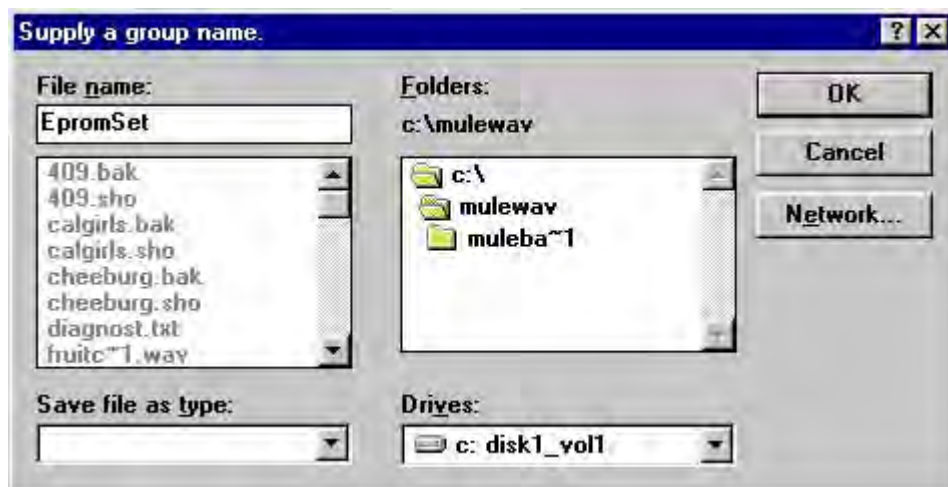 Supply a group name.
File name:
EpromSet
409.bak
409.sho
calgirls.bak
calgirls.sho
cheeburg.bak
cheeburg.sho
diagnost.txt
fruitc~1.wav
Save file as type:
Folders:
c:\mulewav
c:\
mulewav
muleba~1
Drives:
c: disk1_vol1
OK
Cancel
Network...